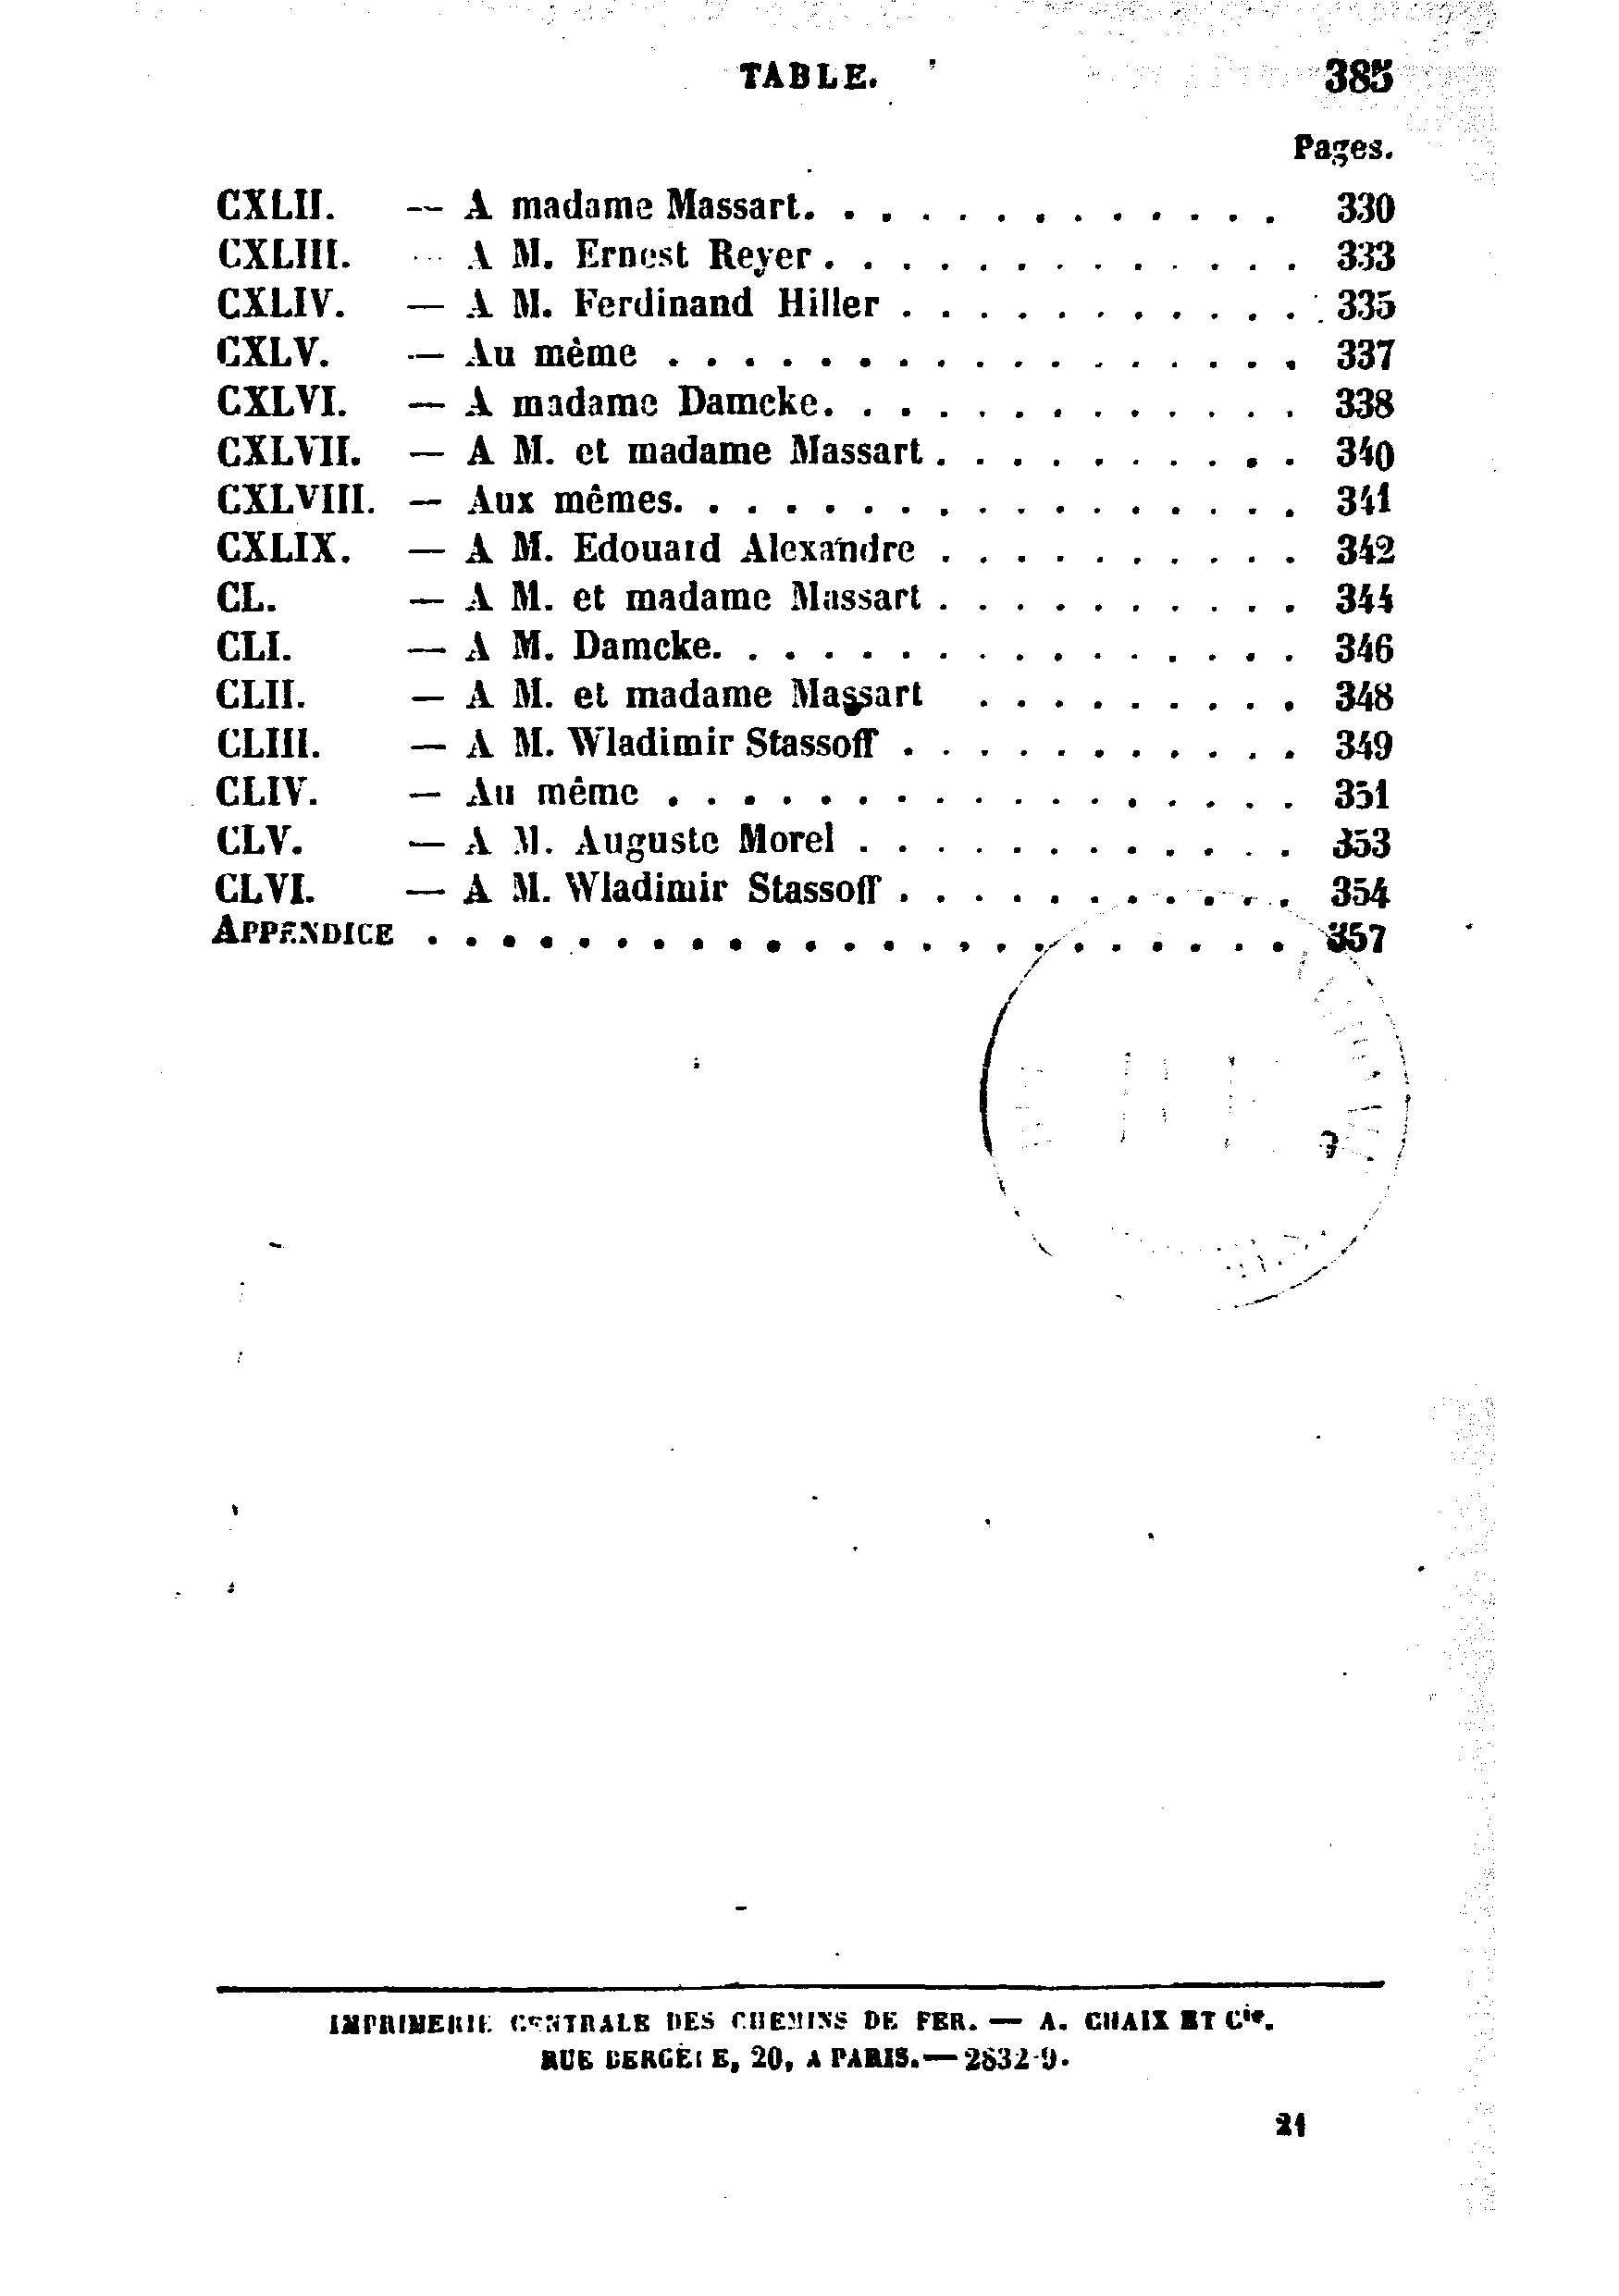 TABLE. 385
Pages.
CXLII. — A madame Massart. . . . . . . . . . . . . 330
CXLIII. — A M. Ernest Reyer . . . . . . . . . . . . . 333
CXLIV. — A M. Ferdinand Hiller . . . . . . . . . . . 335
CXLV. — Au même . . . . . . . . . . . . . . . . . 337
CXLVI. — A madame Damcke. . . . . . . . . . . . . 338
CXLVII. — A M. et madame Massart . . . . . . . . . . 340
CXLVIII. — Aux mêmes. . . . . . . . . . . . . . . . . 341
CXLIX. — A M. Edouard Alexandre . . . . . . . . . . 342
CL. — A M. et madame Massart . . . . . . . . . . 344
CLI. — A M. Damcke. . . . . . . . . . . . . . . . 346
CLII. — A M. et madame Massart . . . . . . . . . 348
CLIII. — A M. Wladimir Stassoff . . . . . . . . . . . 349
CLIV. — Au même . . . . . . . . . . . . . . . . . 351
CLV. — A M. Auguste Morel . . . . . . . . . . . . 353
CLVI. — A M. Wladimir Stassoff . . . . . . . . . . . 354
APPENDICE . . . . . . . . . . . . . . . . . . . . . . . 357
IMPRIMERIE CENTRALE DES CHEMINS DE FER. — A. CHAIX ET Cie.
RUE BERGÈRE, 20, A PARIS. — 2832-9.
21